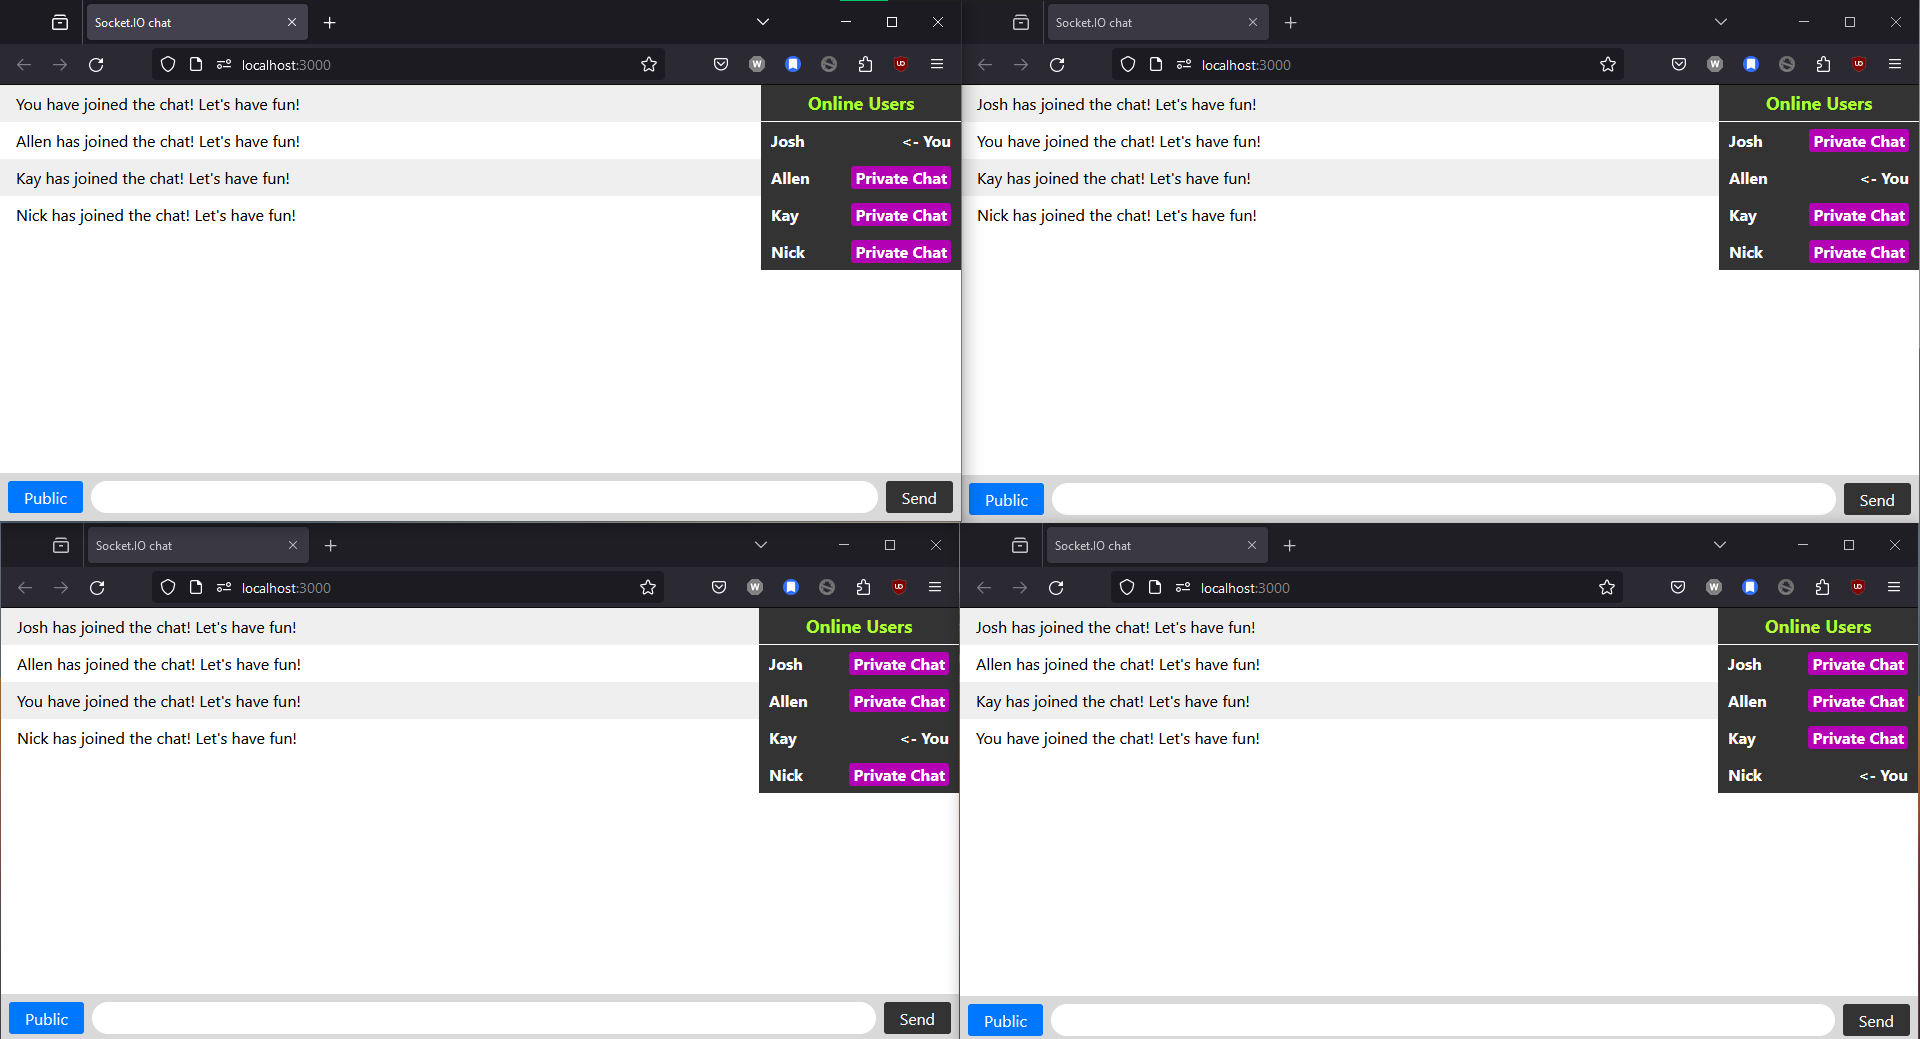 Socket.IO chat
localhost:3000
You have joined the chat! Let's have fun!
Allen has joined the chat! Let's have fun!
Kay has joined the chat! Let's have fun!
Nick has joined the chat! Let's have fun!
Online Users
Josh <- You
Allen Private Chat
Kay Private Chat
Nick Private Chat
Public Send
Socket.IO chat
localhost:3000
Josh has joined the chat! Let's have fun!
You have joined the chat! Let's have fun!
Kay has joined the chat! Let's have fun!
Nick has joined the chat! Let's have fun!
Online Users
Josh Private Chat
Allen <- You
Kay Private Chat
Nick Private Chat
Public Send
Socket.IO chat
localhost:3000
Josh has joined the chat! Let's have fun!
Allen has joined the chat! Let's have fun!
You have joined the chat! Let's have fun!
Nick has joined the chat! Let's have fun!
Online Users
Josh Private Chat
Allen Private Chat
Kay <- You
Nick Private Chat
Public Send
Socket.IO chat
localhost:3000
Josh has joined the chat! Let's have fun!
Allen has joined the chat! Let's have fun!
Kay has joined the chat! Let's have fun!
You have joined the chat! Let's have fun!
Online Users
Josh Private Chat
Allen Private Chat
Kay Private Chat
Nick <- You
Public Send